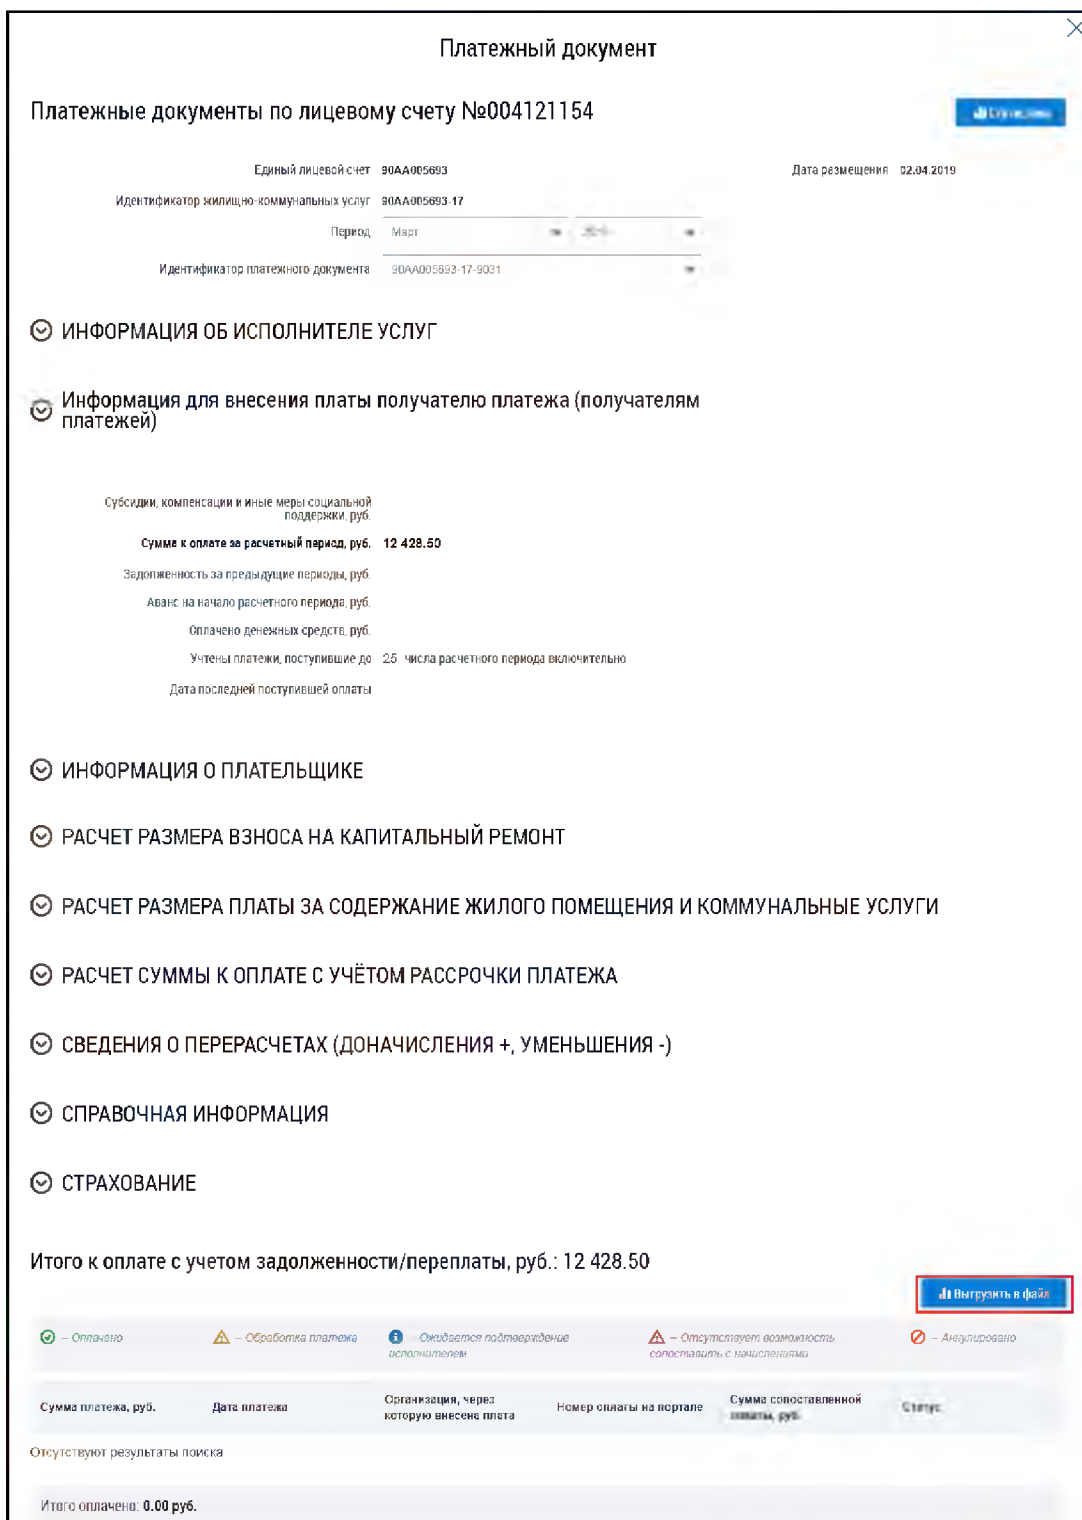 Платежный документ
Платежные документы по лицевому счету №004121154
Единый лицевой счет 90АА005693
Дата размещения 02.04.2019
Идентификатор жилищно-коммунальных услуг 90АА005693-17
Период Март
Идентификатор платежного документа 90АА005693-17-9031
ИНФОРМАЦИЯ ОБ ИСПОЛНИТЕЛЕ УСЛУГ
Информация для внесения платы получателю платежа (получателям
платежей)
Субсидии, компенсации и иные меры социальной
поддержки, руб.
Сумма к оплате за расчетный период, руб. 12 428.50
Задолженность за предыдущие периоды, руб.
Аванс на начало расчетного периода, руб.
Оплачено денежных средств, руб.
Учтены платежи, поступившие до 25 числа расчетного периода включительно
Дата последней поступившей оплаты
ИНФОРМАЦИЯ О ПЛАТЕЛЬЩИКЕ
РАСЧЕТ РАЗМЕРА ВЗНОСА НА КАПИТАЛЬНЫЙ РЕМОНТ
РАСЧЕТ РАЗМЕРА ПЛАТЫ ЗА СОДЕРЖАНИЕ ЖИЛОГО ПОМЕЩЕНИЯ И КОММУНАЛЬНЫЕ УСЛУГИ
РАСЧЕТ СУММЫ К ОПЛАТЕ С УЧЁТОМ РАССРОЧКИ ПЛАТЕЖА
СВЕДЕНИЯ О ПЕРЕРАСЧЕТАХ (ДОНАЧИСЛЕНИЯ +, УМЕНЬШЕНИЯ -)
СПРАВОЧНАЯ ИНФОРМАЦИЯ
СТРАХОВАНИЕ
Итого к оплате с учетом задолженности/переплаты, руб.: 12 428.50
Выгрузить в файл
– Оплачено
– Обработка платежа
Ожидается подтверждение
исполнителем
– Отсутствует возможность
сопоставить с начислениями
– Аннулировано
Сумма платежа, руб.
Дата платежа
Организация, через
которую внесена плата
Номер оплаты на портале
Сумма сопоставленной
оплаты, руб.
Статус
Отсутствуют результаты поиска
Итого оплачено: 0.00 руб.